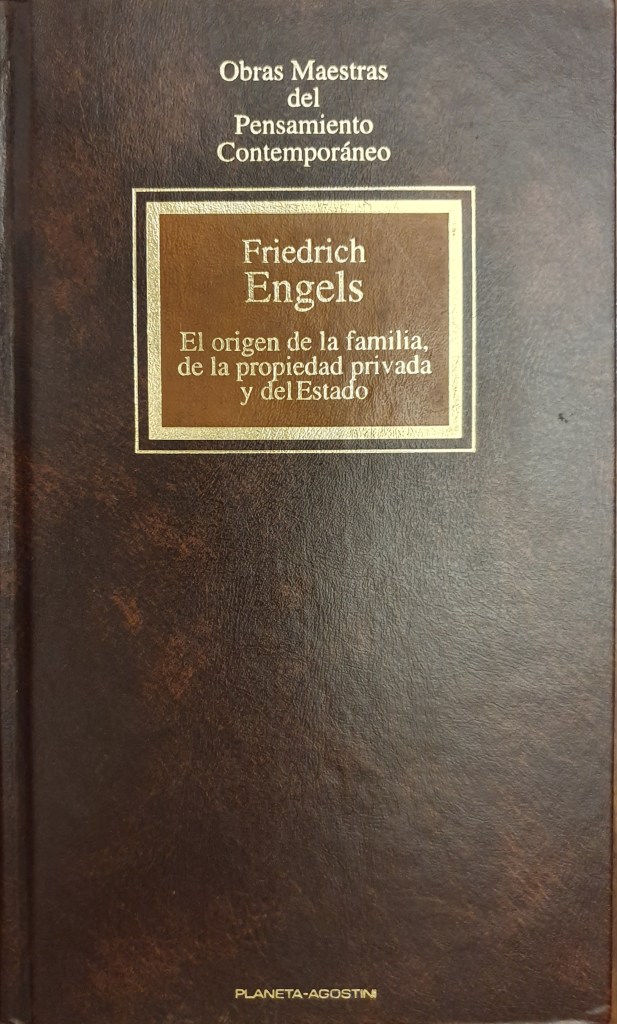 Obras Maestras
del
Pensamiento
Contemporáneo
Friedrich
Engels
El origen de la familia,
de la propiedad privada
y del Estado
PLANETA-AGOSTINI